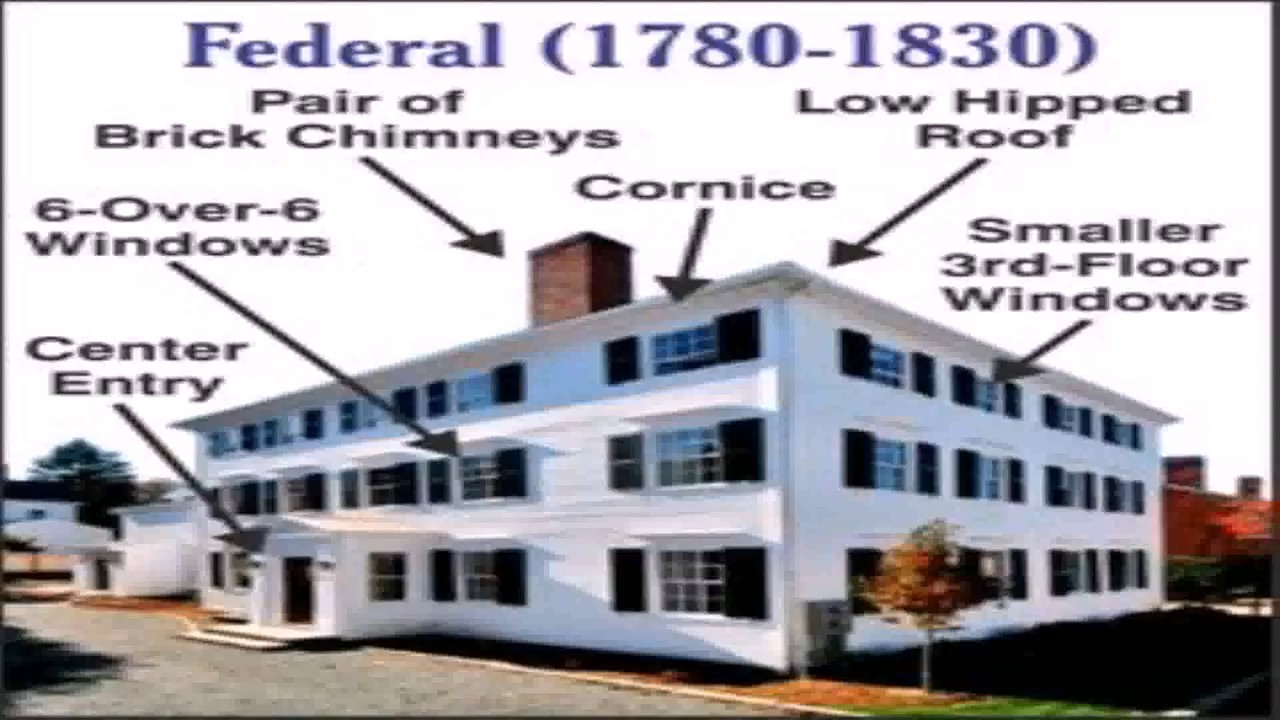 Federal (1780-1830)
Pair of
Brick Chimneys
Low Hipped
Roof
Cornice
6-Over-6
Windows
Smaller
3rd-Floor
Windows
Center
Entry